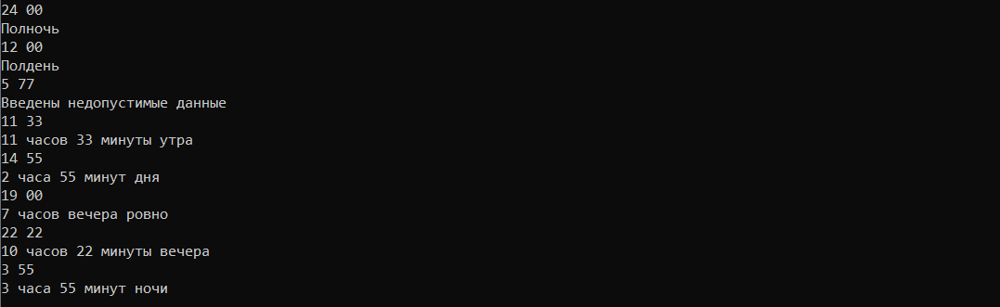 24 00
Полночь
12 00
Полдень
5 77
Введены недопустимые данные
11 33
11 часов 33 минуты утра
14 55
2 часа 55 минут дня
19 00
7 часов вечера ровно
22 22
10 часов 22 минуты вечера
3 55
3 часа 55 минут ночи